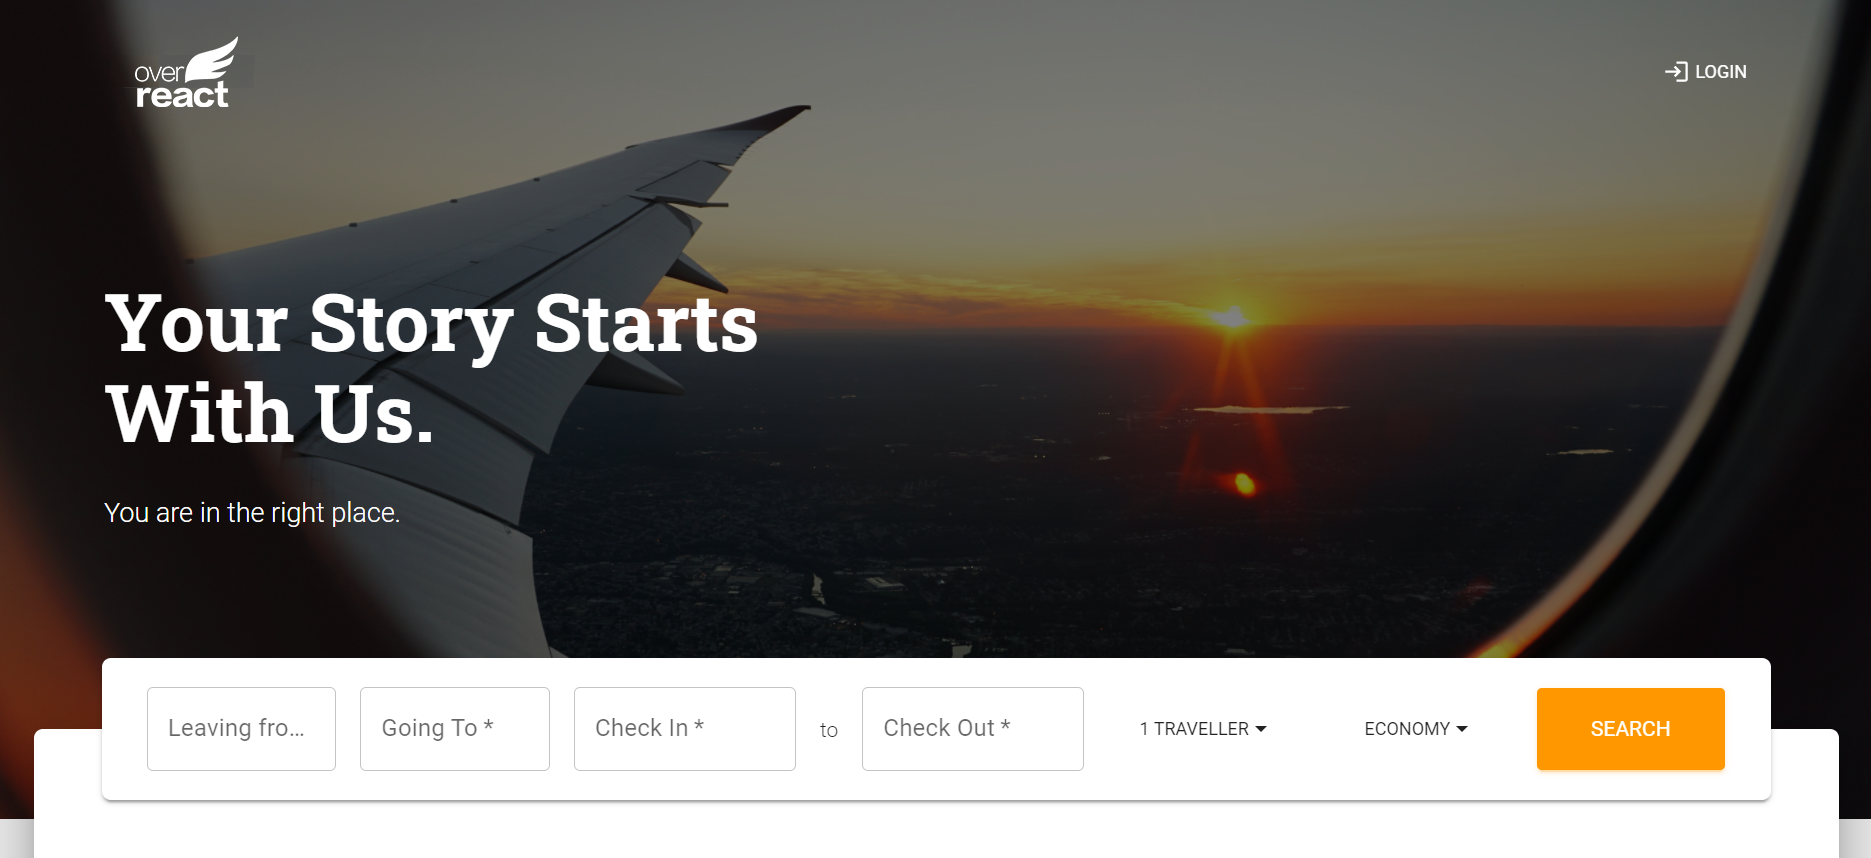 over
react
LOGIN
Your Story Starts
With Us.
You are in the right place.
Leaving fro...
Going To *
Check In *
to
Check Out *
1 TRAVELLER
ECONOMY
SEARCH